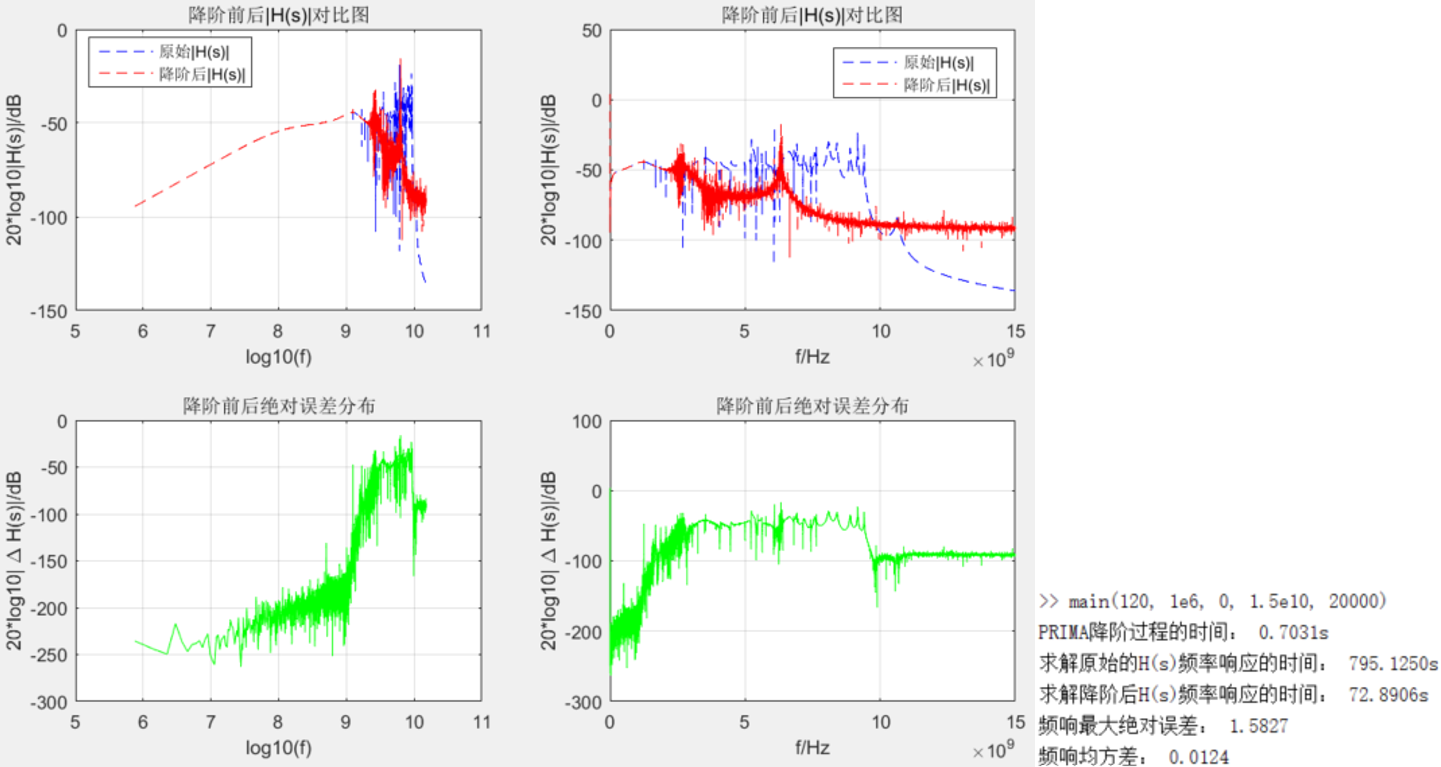 降阶前后|H(s)|对比图
0
-50
-100
-150
20*log10|H(s)|/dB
原始|H(s)|
降阶后|H(s)|
5 6 7 8 9 10 11
log10(f)
降阶前后|H(s)|对比图
50
0
-50
-100
-150
20*log10|H(s)|/dB
原始|H(s)|
降阶后|H(s)|
0 5 10 15
f/Hz
×10^9
降阶前后绝对误差分布
0
-50
-100
-150
-200
-250
-300
20*log10|△H(s)|/dB
5 6 7 8 9 10 11
log10(f)
降阶前后绝对误差分布
100
0
-100
-200
-300
20*log10|△H(s)|/dB
0 5 10 15
f/Hz
×10^9
>> main(120, 1e6, 0, 1.5e10, 20000)
PRIMA降阶过程的时间： 0.7031s
求解原始的H(s)频率响应的时间： 795.1250s
求解降阶后H(s)频率响应的时间： 72.8906s
频响最大绝对误差： 1.5827
频响均方差： 0.0124